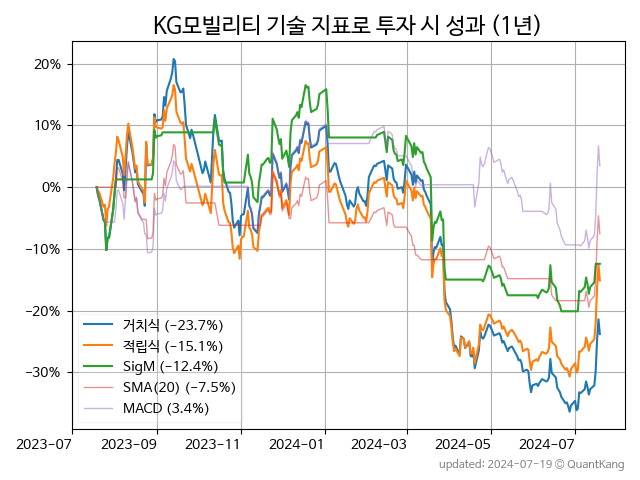 KG모빌리티 기술 지표로 투자 시 성과 (1년)
20%
10%
0%
−10%
−20%
−30%
거치식 (−23.7%)
적립식 (−15.1%)
SigM (−12.4%)
SMA(20) (−7.5%)
MACD (3.4%)
2023-07 2023-09 2023-11 2024-01 2024-03 2024-05 2024-07
updated: 2024-07-19 © QuantKang